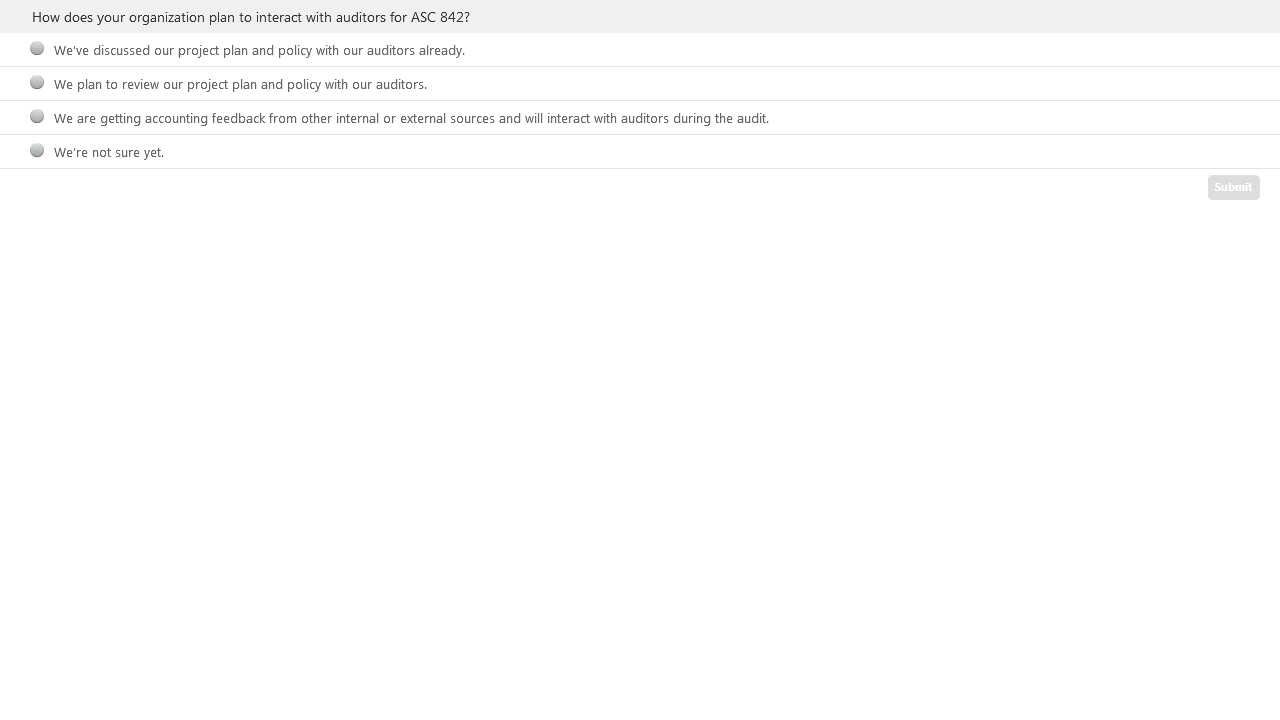 How does your organization plan to interact with auditors for ASC 842?
We've discussed our project plan and policy with our auditors already.
We plan to review our project plan and policy with our auditors.
We are getting accounting feedback from other internal or external sources and will interact with auditors during the audit.
We're not sure yet.
Submit